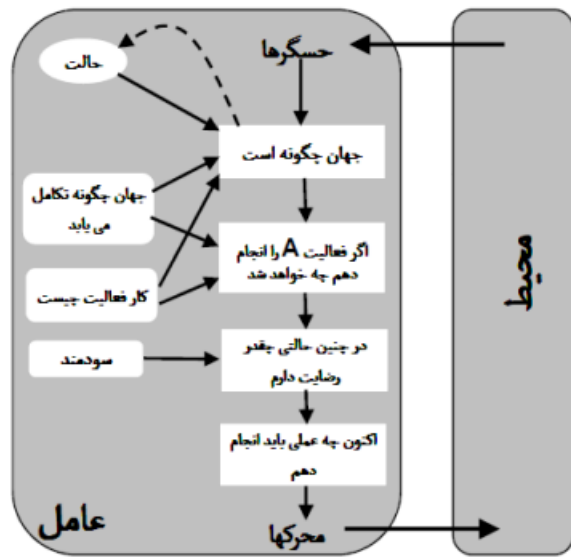 حسگرها
حالت
جهان چگونه است
جهان چگونه تکامل
می یابد
اگر فعالیت A را انجام
دهم چه خواهد شد
کار فعالیت چیست
در چنین حالتی چقدر
رضایت دارم
سودمند
اکنون چه عملی باید انجام
دهم
محرکها
عامل
محیط